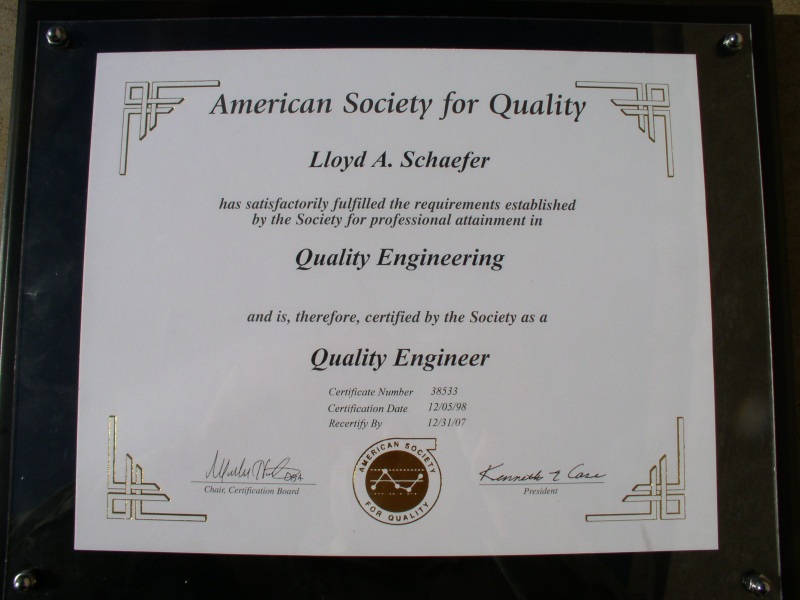 American Society for Quality
Lloyd A. Schaefer
has satisfactorily fulfilled the requirements established
by the Society for professional attainment in
Quality Engineering
and is, therefore, certified by the Society as a
Quality Engineer
Certificate Number 38533
Certification Date 12/05/98
Recertify By 12/31/07
Kenneth E Case
Chair, Certification Board
President
AMERICAN SOCIETY
FOR QUALITY